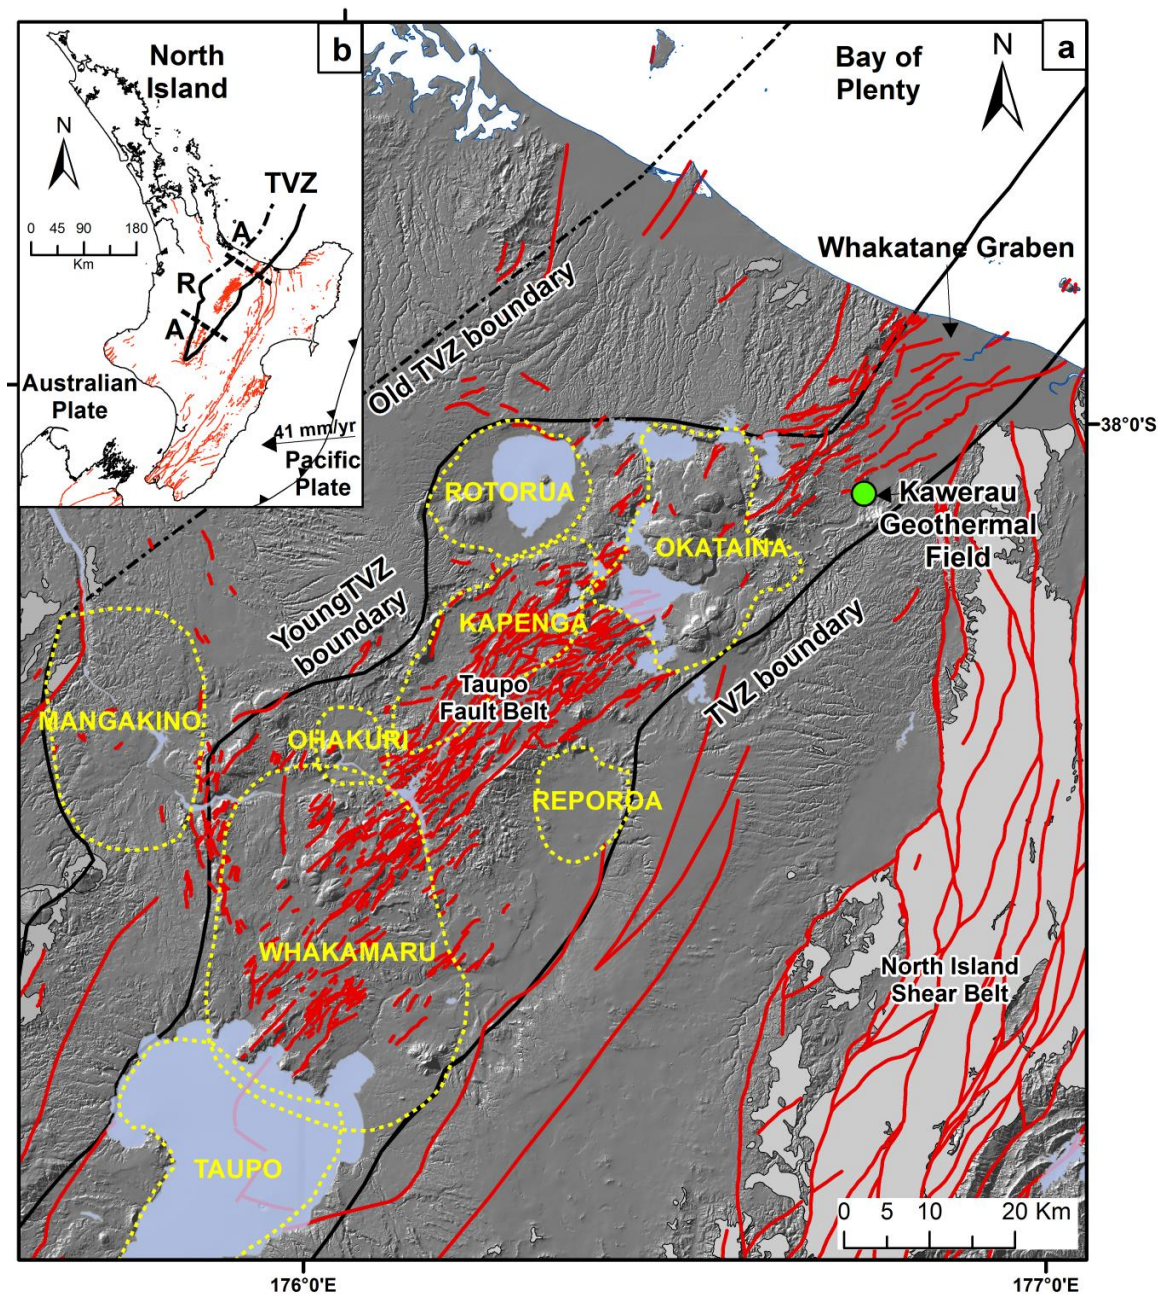 b
North
Island
N
TVZ
0 45 90 180
Km
A
R
A
Australian
Plate
41 mm/yr
Pacific
Plate
a
Bay of
Plenty
N
Whakatane Graben
Old TVZ boundary
38°0'S
ROTORUA
Kawerau
Geothermal
Field
OKATAINA
YoungTVZ
boundary
KAPENGA
TVZ boundary
Taupo
Fault Belt
MANGAKINO
OHAKURI
REPOROA
WHAKAMARU
North Island
Shear Belt
TAUPO
0 5 10 20 Km
176°0'E
177°0'E